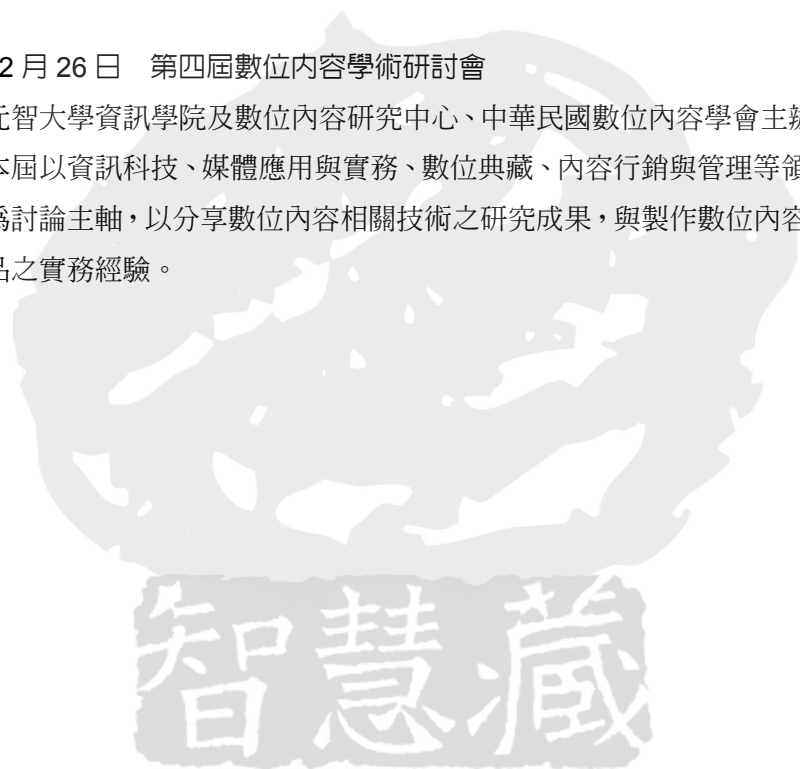 2 月 26 日　第四屆數位內容學術研討會
元智大學資訊學院及數位內容研究中心、中華民國數位內容學會主辦
本屆以資訊科技、媒體應用與實務、數位典藏、內容行銷與管理等領
為討論主軸，以分享數位內容相關技術之研究成果，與製作數位內容
品之實務經驗。
智慧藏